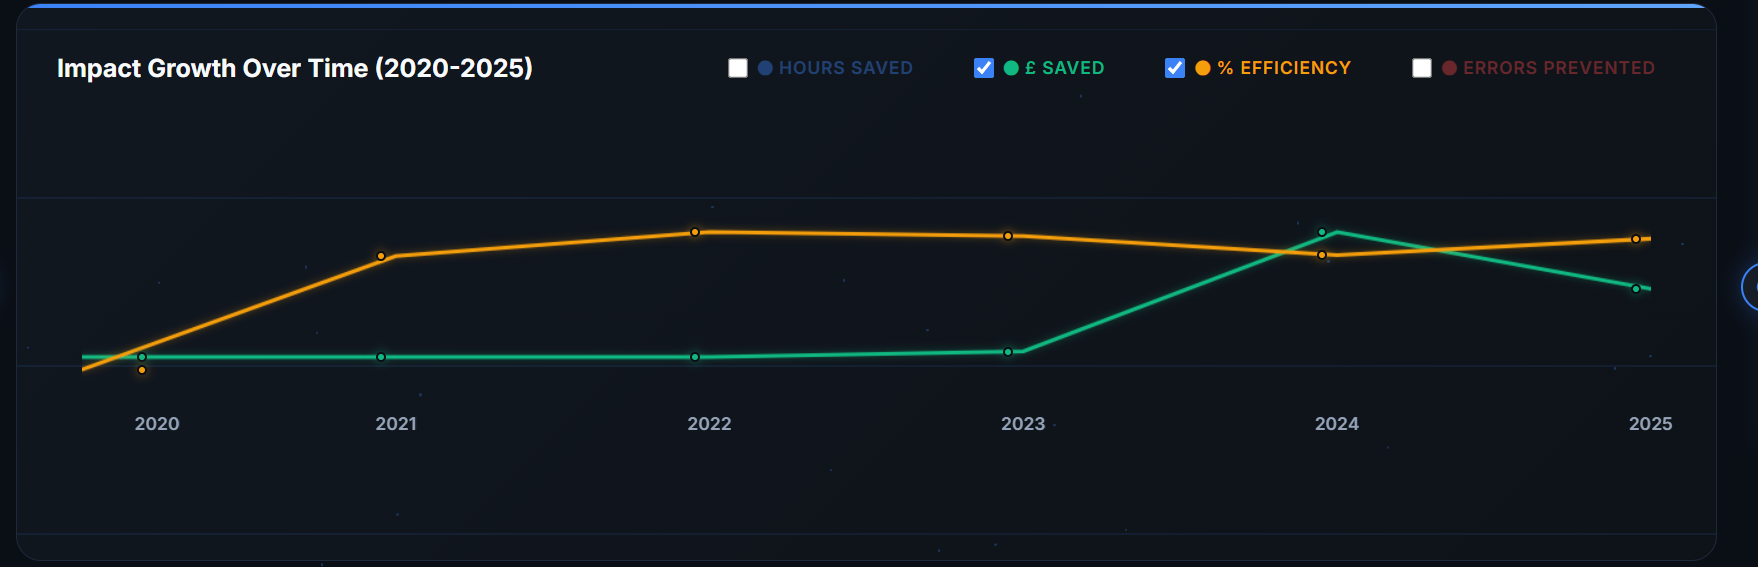 Impact Growth Over Time (2020-2025)
HOURS SAVED
£ SAVED
% EFFICIENCY
ERRORS PREVENTED
2020 2021 2022 2023 2024 2025